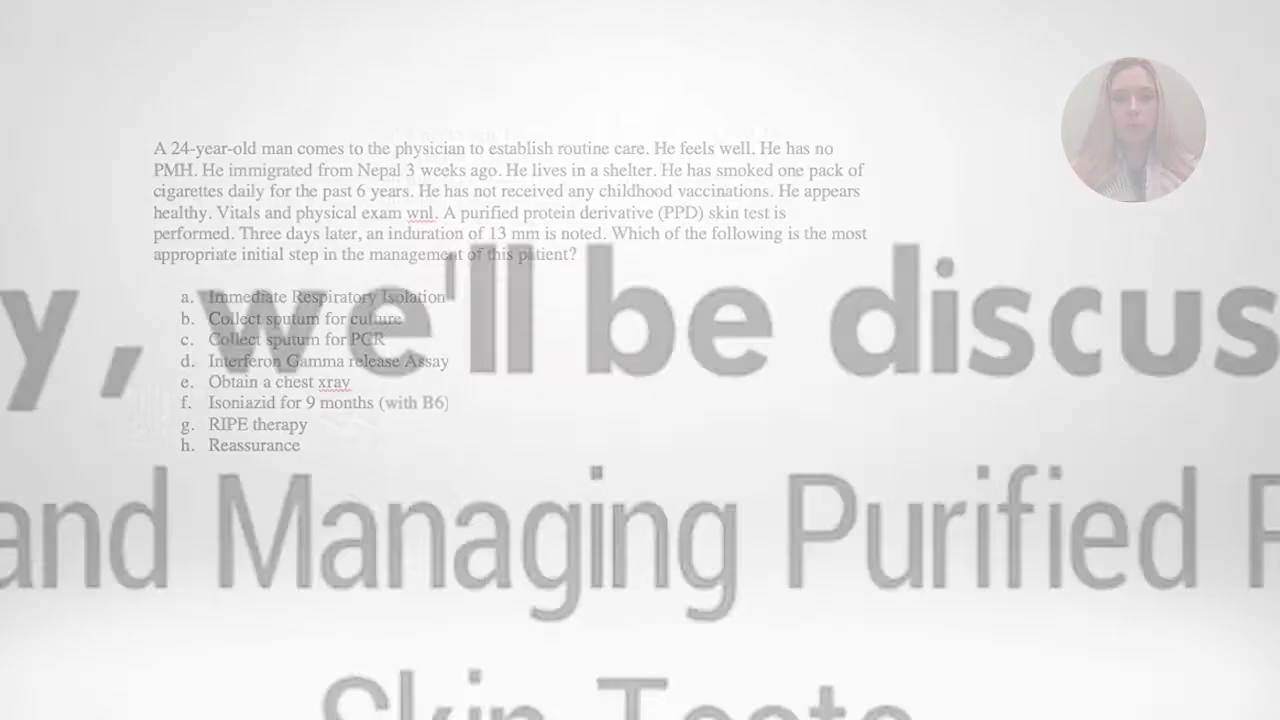 A 24-year-old man comes to the physician to establish routine care. He feels well. He has no
PMH. He immigrated from Nepal 3 weeks ago. He lives in a shelter. He has smoked one pack of
cigarettes daily for the past 6 years. He has not received any childhood vaccinations. He appears
healthy. Vitals and physical exam wnl. A purified protein derivative (PPD) skin test is
performed. Three days later, an induration of 13 mm is noted. Which of the following is the most
appropriate initial step in the management of this patient?
a. Immediate Respiratory Isolation
b. Collect sputum for culture
c. Collect sputum for PCR
d. Interferon Gamma release Assay
e. Obtain a chest xray
f. Isoniazid for 9 months (with B6)
g. RIPE therapy
h. Reassurance
y, we'll be discus
and Managing Purified P
Skin Tests